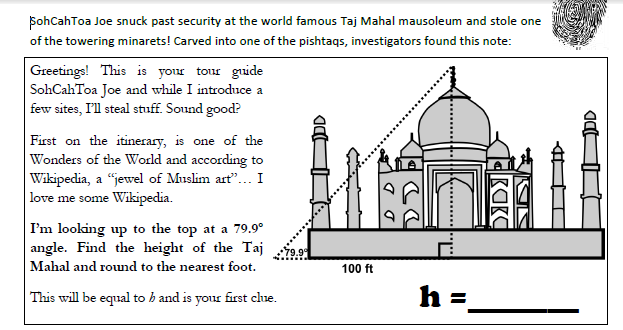 SohCahToa Joe snuck past security at the world famous Taj Mahal mausoleum and stole one
of the towering minarets! Carved into one of the pishtaqs, investigators found this note:
Greetings! This is your tour guide
SohCahToa Joe and while I introduce a
few sites, I'll steal stuff. Sound good?
First on the itinerary, is one of the
Wonders of the World and according to
Wikipedia, a “jewel of Muslim art”… I
love me some Wikipedia.
I'm looking up to the top at a 79.9°
angle. Find the height of the Taj
Mahal and round to the nearest foot.
This will be equal to h and is your first clue.
79.9°
100 ft
h =________